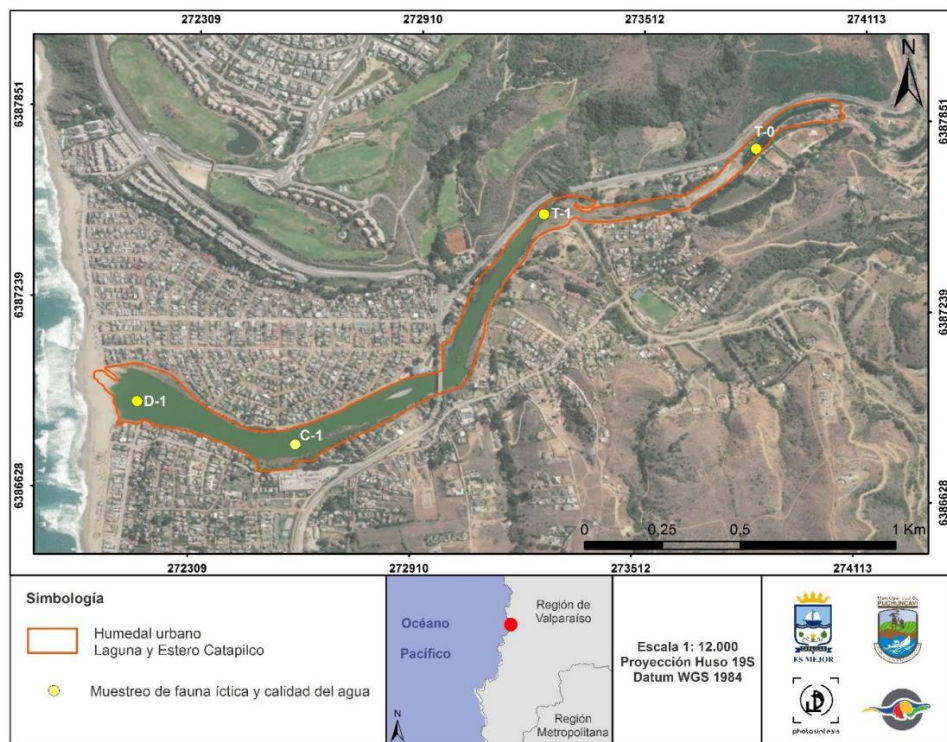 272309 272910 273512 274113
N
6387851 6387851
T-0
T-1
6387239 6387239
D-1
C-1
6386628 6386628
0 0,25 0,5 1 Km
272309 272910 273512 274113
Simbología
Humedal urbano
Laguna y Estero Catapilco
Muestreo de fauna íctica y calidad del agua
Océano
Pacífico
Región de
Valparaíso
Región
Metropolitana
N
Escala 1: 12.000
Proyección Huso 19S
Datum WGS 1984
ES MEJOR
PUCHUNCAVÍ
photosintesis